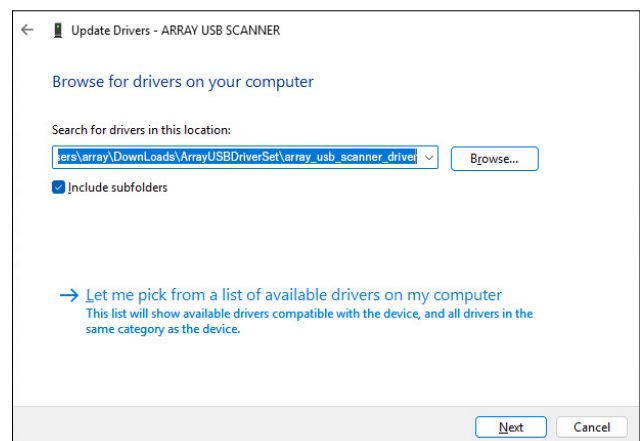 Update Drivers - ARRAY USB SCANNER
Browse for drivers on your computer
Search for drivers in this location:
sers\array\DownLoads\ArrayUSBDriverSet\array_usb_scanner_driver
Browse...
Include subfolders
Let me pick from a list of available drivers on my computer
This list will show available drivers compatible with the device, and all drivers in the
same category as the device.
Next
Cancel